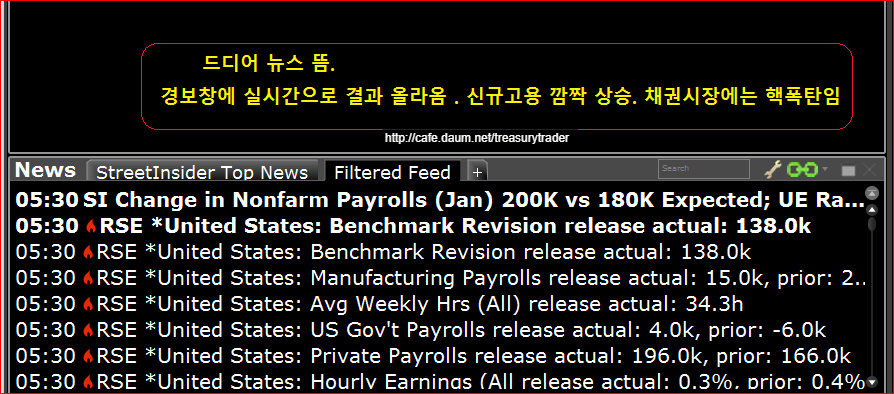 드디어 뉴스 뜸.
경보창에 실시간으로 결과 올라옴 . 신규고용 깜짝 상승. 채권시장에는 핵폭탄임
http://cafe.daum.net/treasurytrader
News StreetInsider Top News Filtered Feed + Search
05:30 SI Change in Nonfarm Payrolls (Jan) 200K vs 180K Expected; UE Ra...
05:30 RSE *United States: Benchmark Revision release actual: 138.0k
05:30 RSE *United States: Benchmark Revision release actual: 138.0k
05:30 RSE *United States: Manufacturing Payrolls release actual: 15.0k, prior: 2...
05:30 RSE *United States: Avg Weekly Hrs (All) release actual: 34.3h
05:30 RSE *United States: US Gov't Payrolls release actual: 4.0k, prior: -6.0k
05:30 RSE *United States: Private Payrolls release actual: 196.0k, prior: 166.0k
05:30 RSE *United States: Hourly Earnings (All release actual: 0.3%, prior: 0.4%